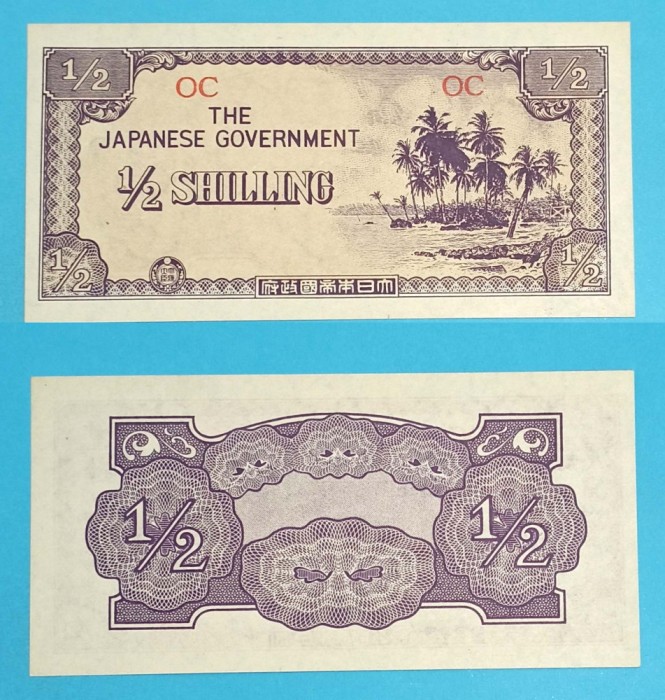 1/2 1/2
OC OC
THE
JAPANESE GOVERNMENT
1/2 SHILLING
1/2 1/2
大日本帝國政府
1/2 1/2